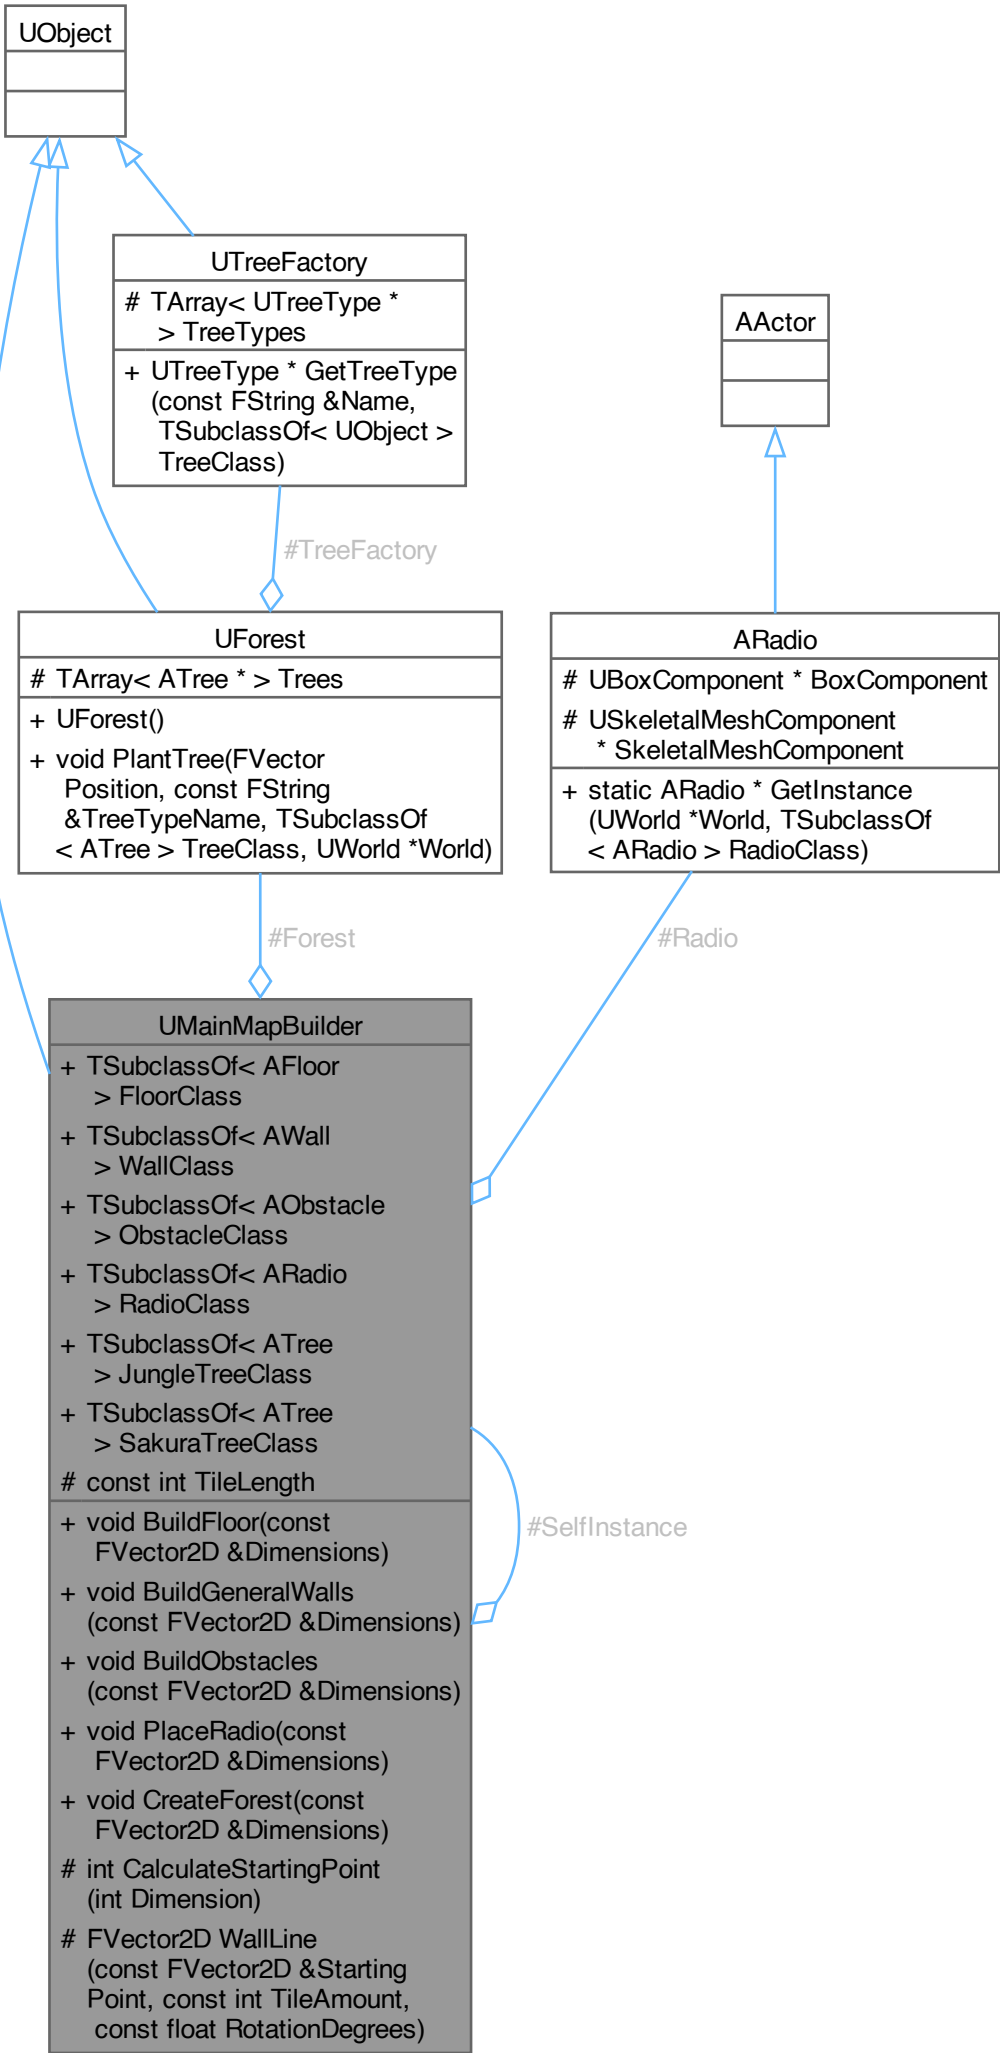 UObject
UTreeFactory
# TArray< UTreeType *
> TreeTypes
+ UTreeType * GetTreeType
(const FString &Name,
TSubclassOf< UObject >
TreeClass)
AActor
#TreeFactory
UForest
# TArray< ATree * > Trees
+ UForest()
+ void PlantTree(FVector
Position, const FString
&TreeTypeName, TSubclassOf
< ATree > TreeClass, UWorld *World)
ARadio
# UBoxComponent * BoxComponent
# USkeletalMeshComponent
* SkeletalMeshComponent
+ static ARadio * GetInstance
(UWorld *World, TSubclassOf
< ARadio > RadioClass)
#Forest
#Radio
UMainMapBuilder
+ TSubclassOf< AFloor
> FloorClass
+ TSubclassOf< AWall
> WallClass
+ TSubclassOf< AObstacle
> ObstacleClass
+ TSubclassOf< ARadio
> RadioClass
+ TSubclassOf< ATree
> JungleTreeClass
+ TSubclassOf< ATree
> SakuraTreeClass
# const int TileLength
+ void BuildFloor(const
FVector2D &Dimensions)
+ void BuildGeneralWalls
(const FVector2D &Dimensions)
+ void BuildObstacles
(const FVector2D &Dimensions)
+ void PlaceRadio(const
FVector2D &Dimensions)
+ void CreateForest(const
FVector2D &Dimensions)
# int CalculateStartingPoint
(int Dimension)
# FVector2D WallLine
(const FVector2D &Starting
Point, const int TileAmount,
const float RotationDegrees)
#SelfInstance